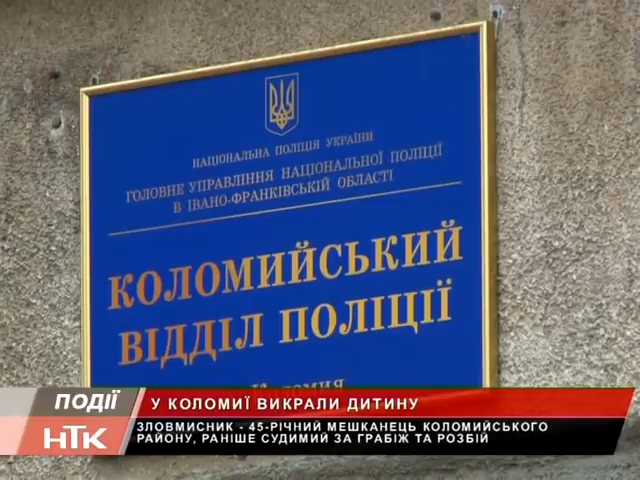 НАЦІОНАЛЬНА ПОЛІЦІЯ УКРАЇНИ
ГОЛОВНЕ УПРАВЛІННЯ НАЦІОНАЛЬНОЇ ПОЛІЦІЇ
В ІВАНО-ФРАНКІВСЬКІЙ ОБЛАСТІ
КОЛОМИЙСЬКИЙ
ВІДДІЛ ПОЛІЦІЇ
ПОДІЇ
У КОЛОМИЇ ВИКРАЛИ ДИТИНУ
НТК
ЗЛОВМИСНИК - 45-РІЧНИЙ МЕШКАНЕЦЬ КОЛОМИЙСЬКОГО
РАЙОНУ, РАНІШЕ СУДИМИЙ ЗА ГРАБІЖ ТА РОЗБІЙ